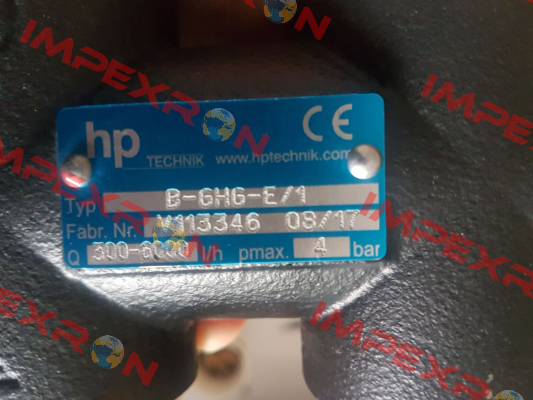 hp TECHNIK www.hptechnik.com CE
Typ B-GHG-E/1
Fabr. Nr. M113346 08/17
Q 300-6000 l/h pmax. 4 bar
IMPEXRON
IMPEXRON
IMPEXRON
IMPEXRON
IMPEXRON
IMPEXRON